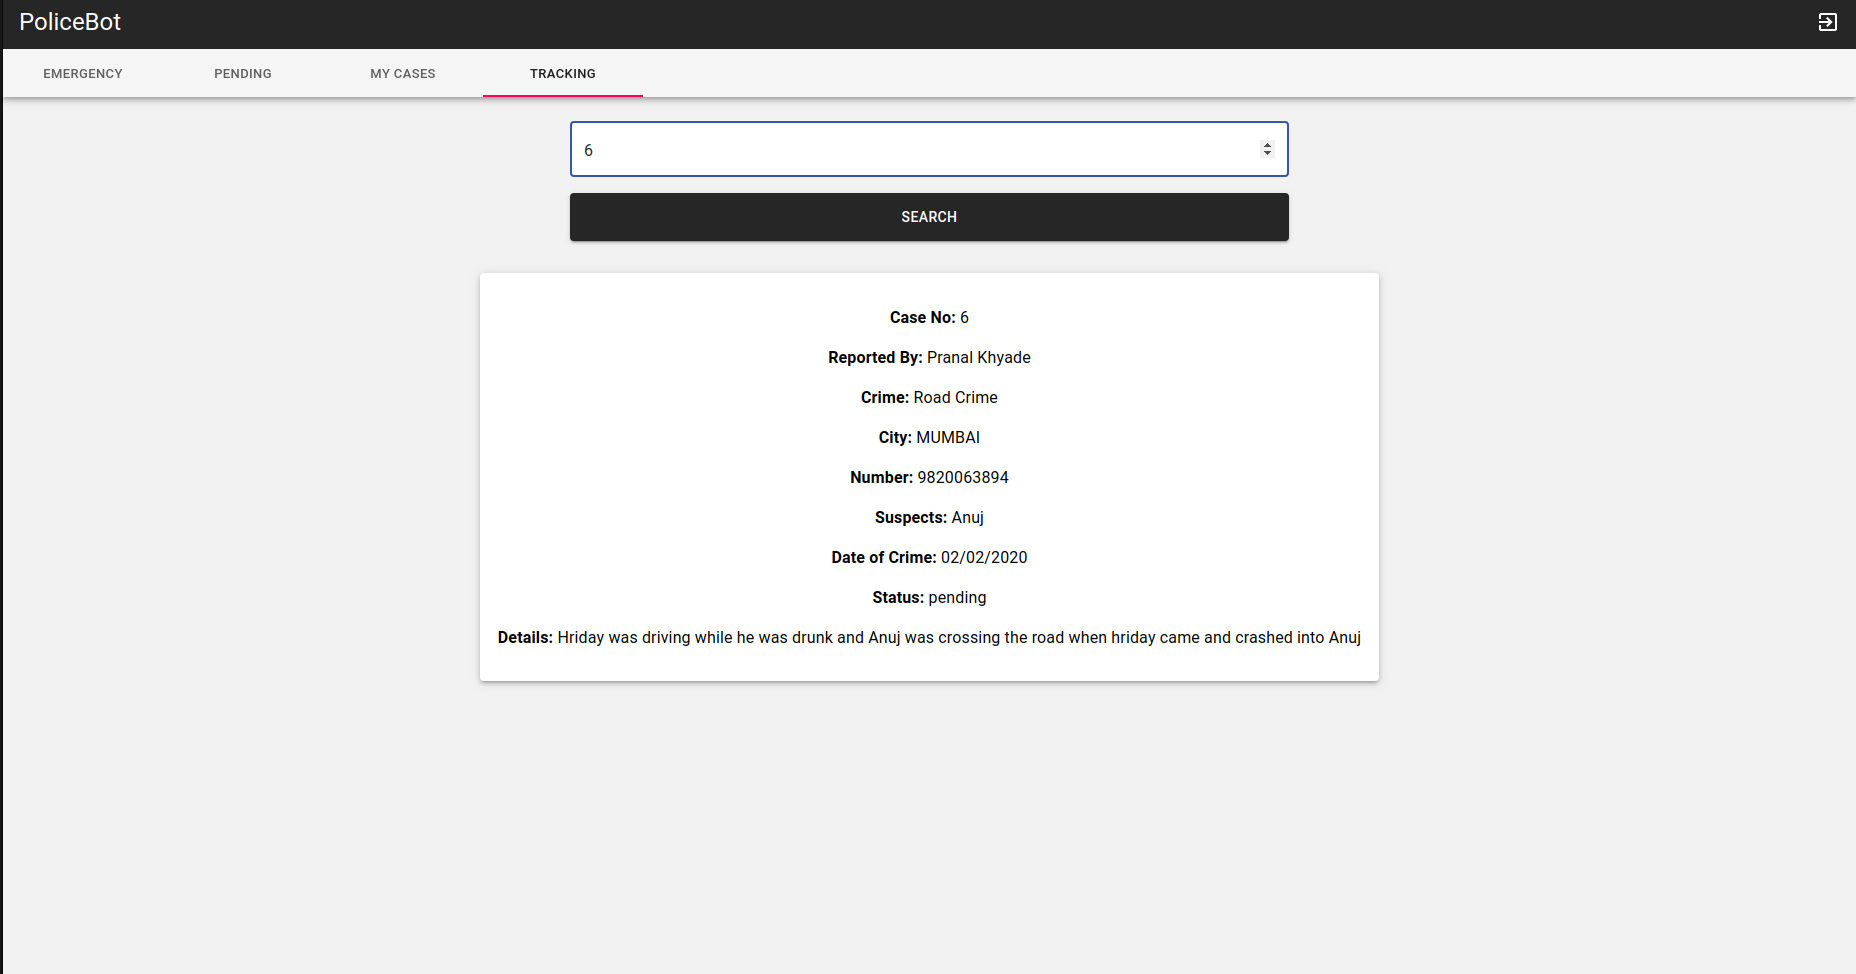 PoliceBot
EMERGENCY PENDING MY CASES TRACKING
6
SEARCH
Case No: 6
Reported By: Pranal Khyade
Crime: Road Crime
City: MUMBAI
Number: 9820063894
Suspects: Anuj
Date of Crime: 02/02/2020
Status: pending
Details: Hriday was driving while he was drunk and Anuj was crossing the road when hriday came and crashed into Anuj